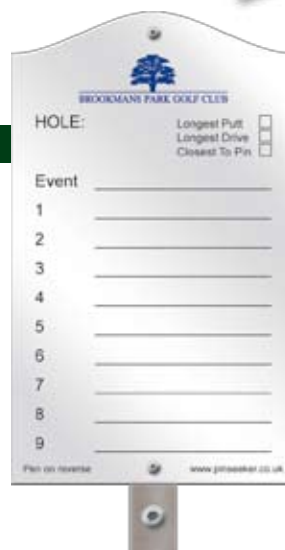 BROOKMANS PARK GOLF CLUB
HOLE:
Longest Putt
Longest Drive
Closest To Pin
Event
1
2
3
4
5
6
7
8
9
Pen on reverse
www.pinseeker.co.uk